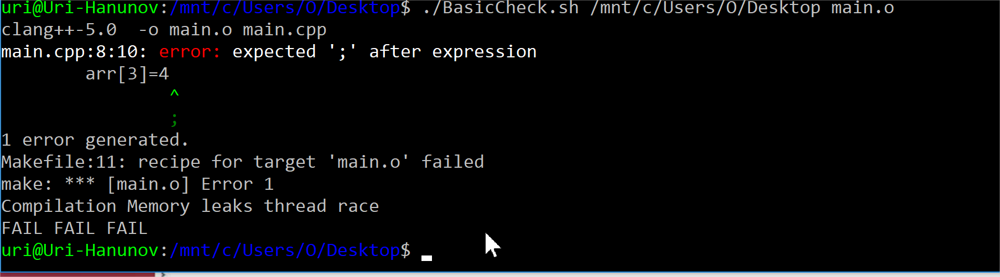 uri@Uri-Hanunov:/mnt/c/Users/O/Desktop$ ./BasicCheck.sh /mnt/c/Users/O/Desktop main.o
clang++-5.0  -o main.o main.cpp
main.cpp:8:10: error: expected ';' after expression
        arr[3]=4
                ^
                ;
1 error generated.
Makefile:11: recipe for target 'main.o' failed
make: *** [main.o] Error 1
Compilation Memory leaks thread race
FAIL FAIL FAIL
uri@Uri-Hanunov:/mnt/c/Users/O/Desktop$